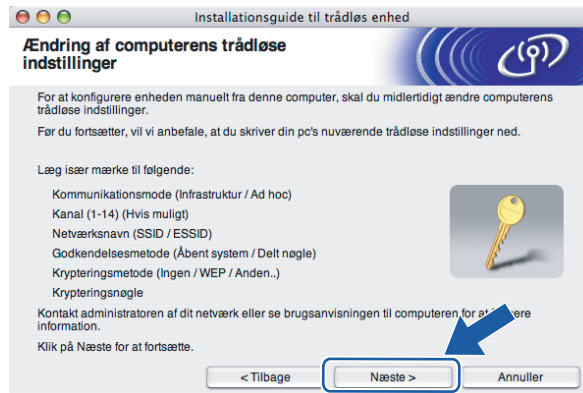 Installationsguide til trådløs enhed
Ændring af computerens trådløse
indstillinger
For at konfigurere enheden manuelt fra denne computer, skal du midlertidigt ændre computerens
trådløse indstillinger.
Før du fortsætter, vil vi anbefale, at du skriver din pc's nuværende trådløse indstillinger ned.
Læg især mærke til følgende:
Kommunikationsmode (Infrastruktur / Ad hoc)
Kanal (1-14) (Hvis muligt)
Netværksnavn (SSID / ESSID)
Godkendelsesmetode (Åbent system / Delt nøgle)
Krypteringsmetode (Ingen / WEP / Anden..)
Krypteringsnøgle
Kontakt administratoren af dit netværk eller se brugsanvisningen til computeren for at
information.
Klik på Næste for at fortsætte.
< Tilbage
Næste >
Annuller